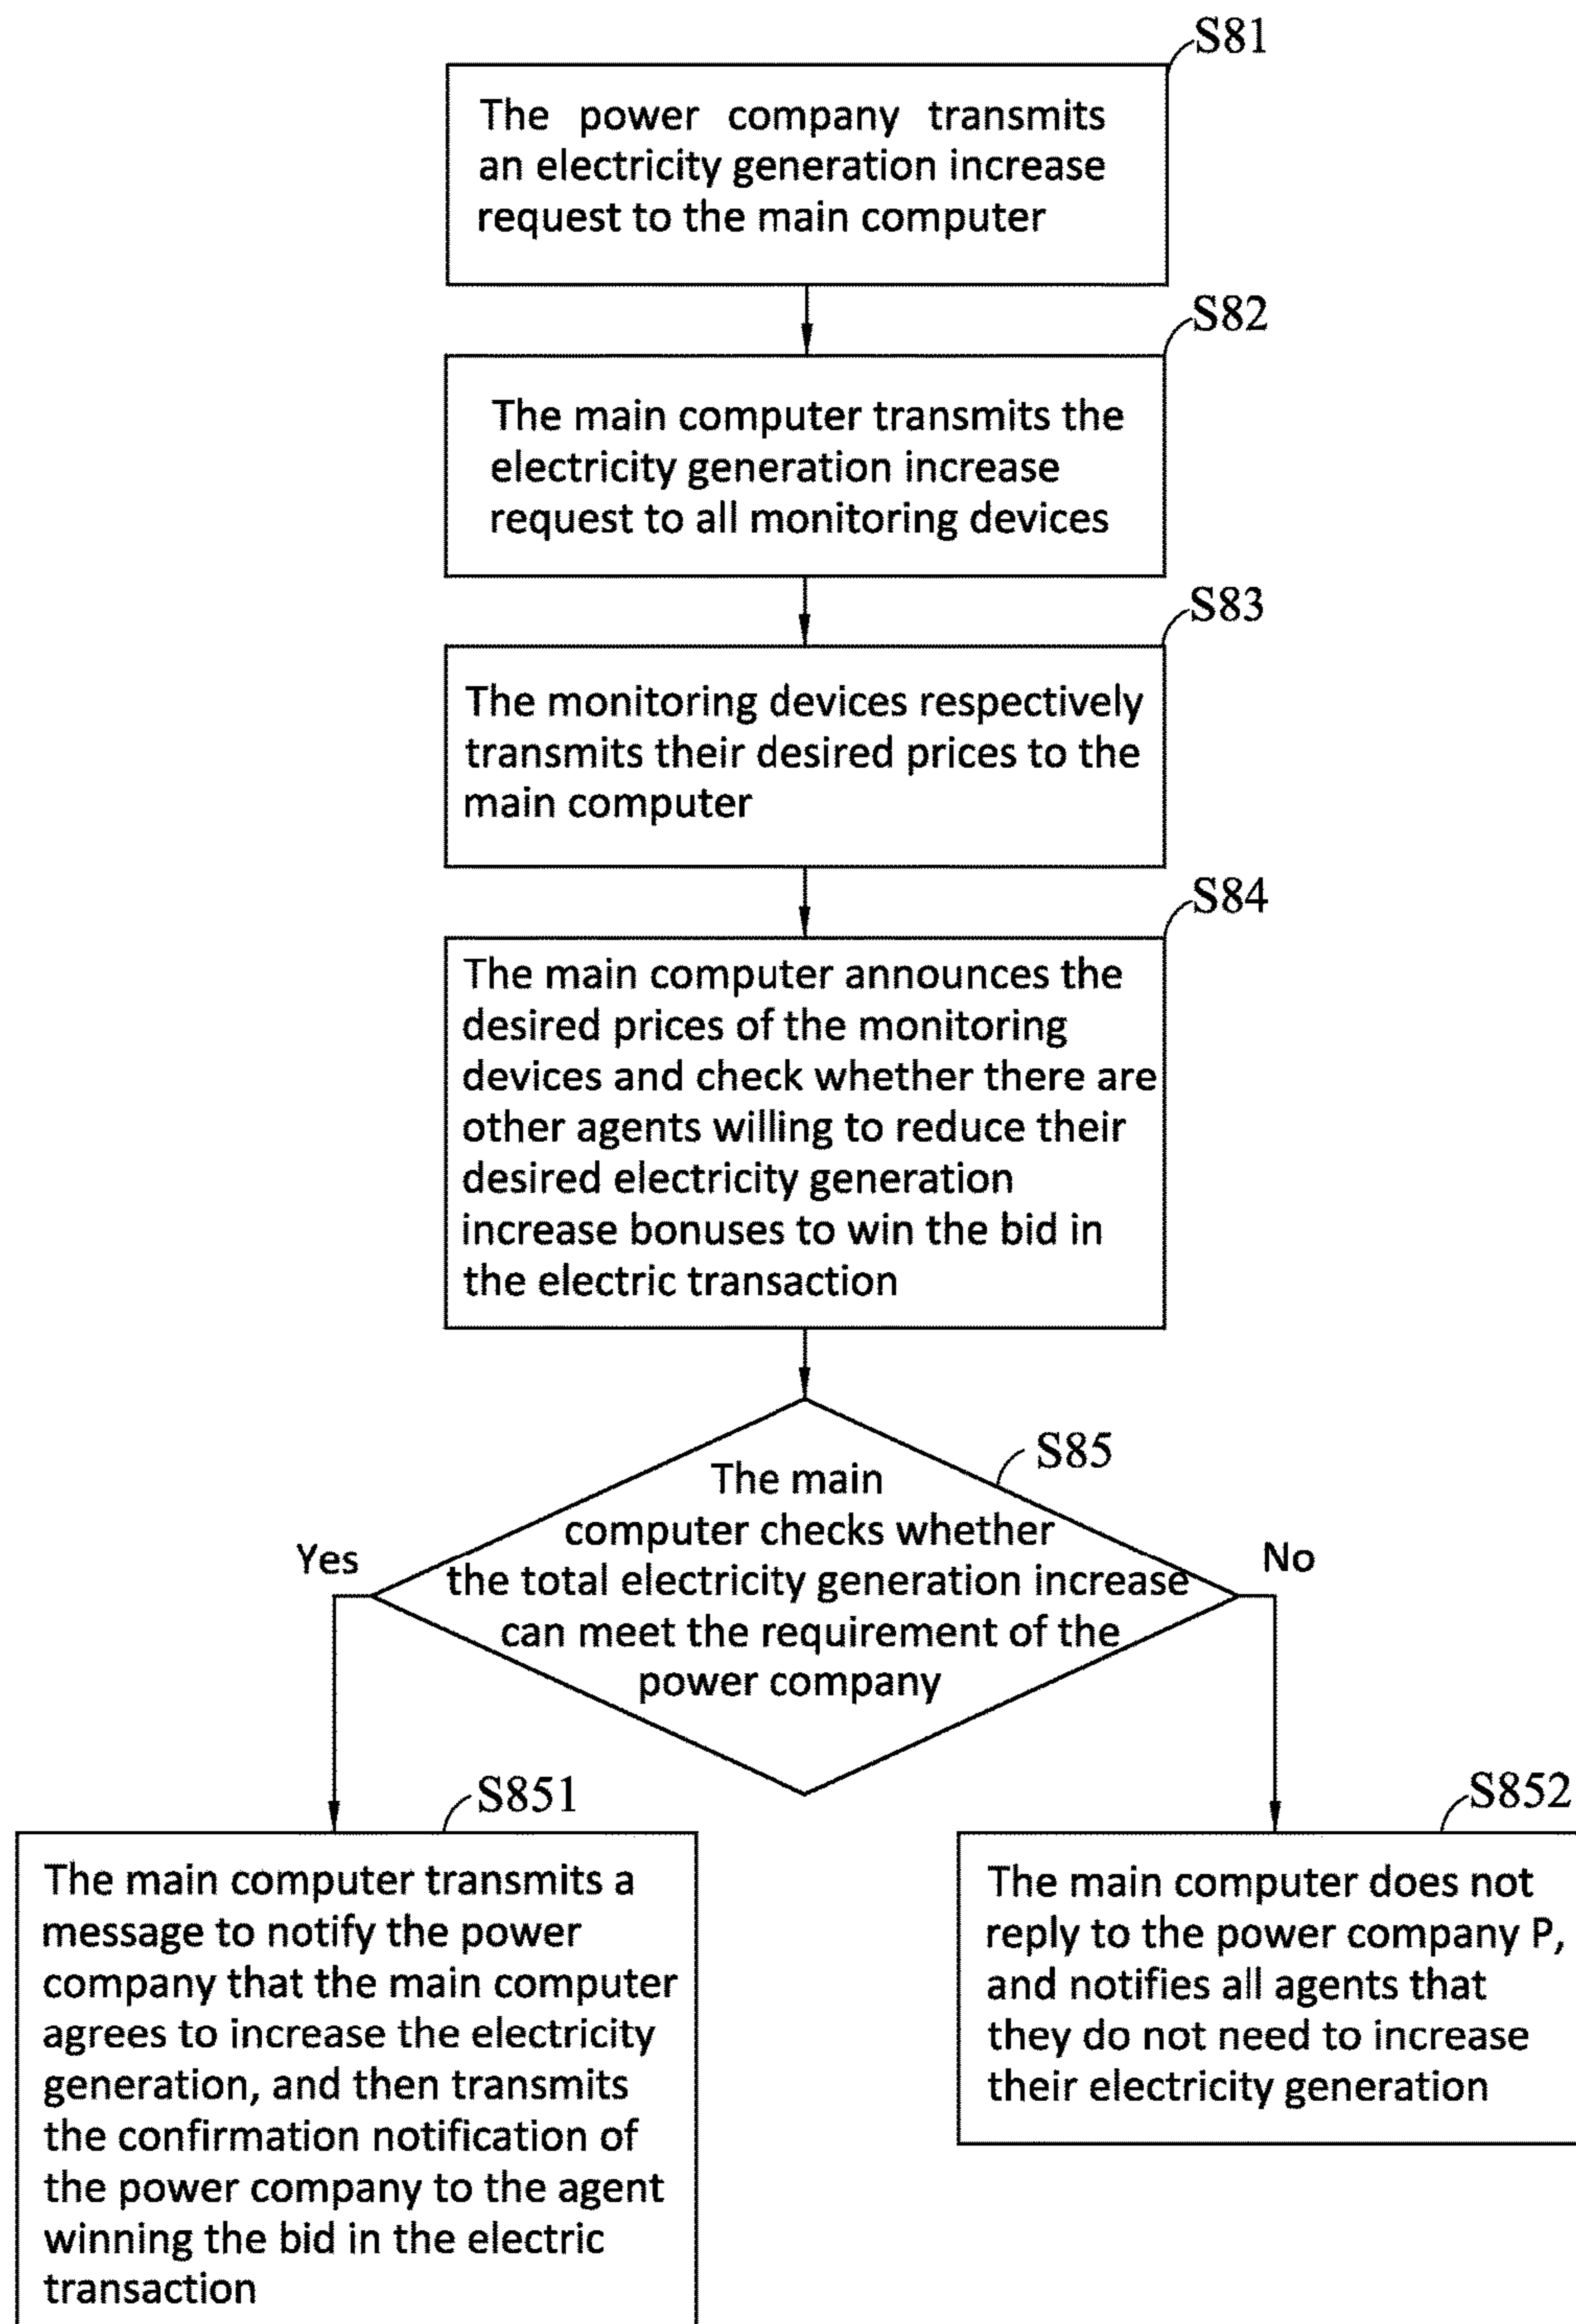 S81
The power company transmits
an electricity generation increase
request to the main computer
S82
The main computer transmits the
electricity generation increase
request to all monitoring devices
S83
The monitoring devices respectively
transmits their desired prices to the
main computer
S84
The main computer announces the
desired prices of the monitoring
devices and check whether there are
other agents willing to reduce their
desired electricity generation
increase bonuses to win the bid in
the electric transaction
S85
The main
computer checks whether
the total electricity generation increase
can meet the requirement of the
power company
Yes
No
S851
The main computer transmits a
message to notify the power
company that the main computer
agrees to increase the electricity
generation, and then transmits
the confirmation notification of
the power company to the agent
winning the bid in the electric
transaction
S852
The main computer does not
reply to the power company P,
and notifies all agents that
they do not need to increase
their electricity generation